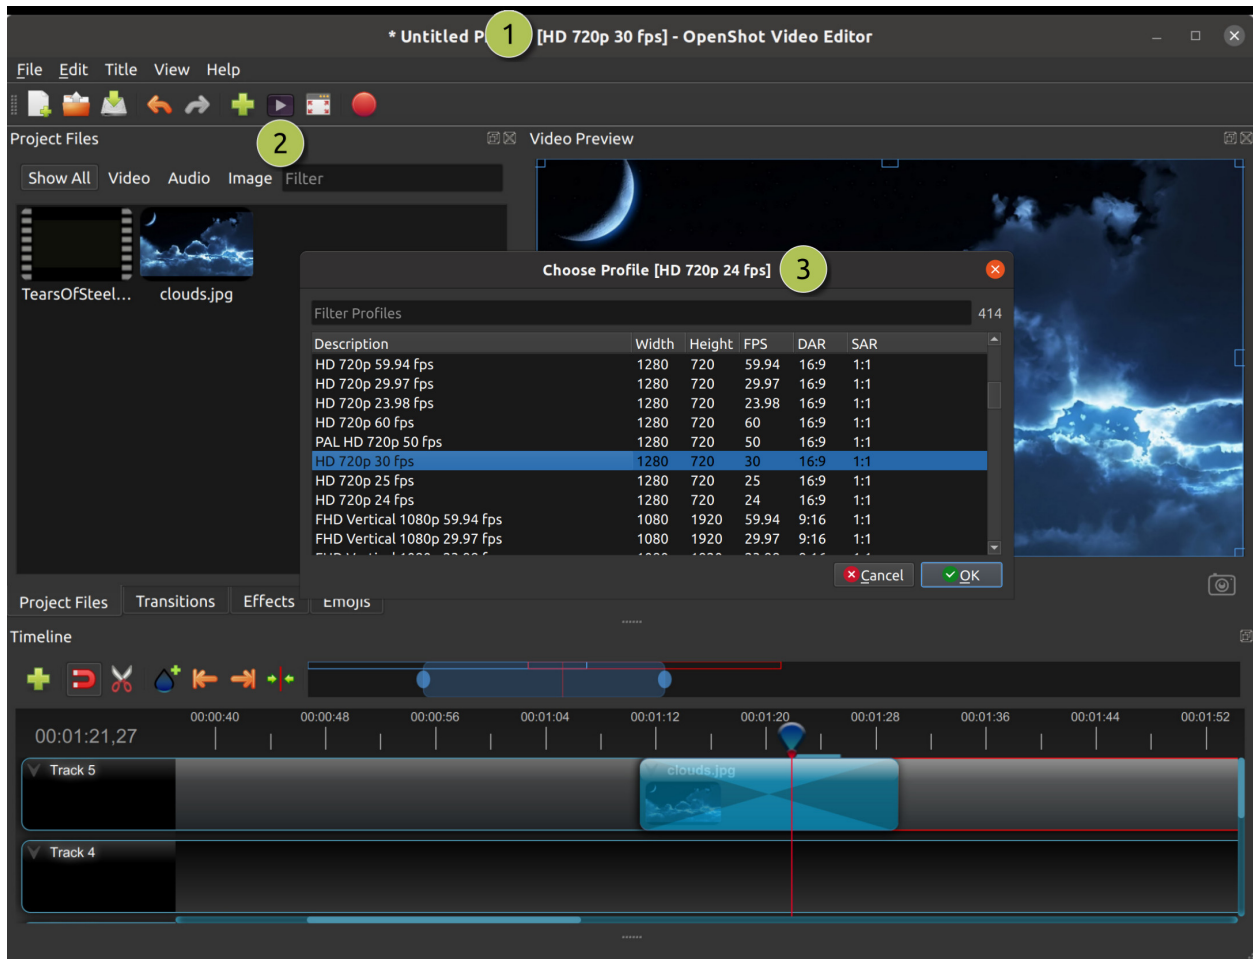 * Untitled P 1 [HD 720p 30 fps] - OpenShot Video Editor
File Edit Title View Help
Project Files 2 Video Preview
Show All Video Audio Image Filter
TearsOfSteel... clouds.jpg
Choose Profile [HD 720p 24 fps] 3
Filter Profiles 414
Description Width Height FPS DAR SAR
HD 720p 59.94 fps 1280 720 59.94 16:9 1:1
HD 720p 29.97 fps 1280 720 29.97 16:9 1:1
HD 720p 23.98 fps 1280 720 23.98 16:9 1:1
HD 720p 60 fps 1280 720 60 16:9 1:1
PAL HD 720p 50 fps 1280 720 50 16:9 1:1
HD 720p 30 fps 1280 720 30 16:9 1:1
HD 720p 25 fps 1280 720 25 16:9 1:1
HD 720p 24 fps 1280 720 24 16:9 1:1
FHD Vertical 1080p 59.94 fps 1080 1920 59.94 9:16 1:1
FHD Vertical 1080p 29.97 fps 1080 1920 29.97 9:16 1:1
Cancel OK
Project Files Transitions Effects Emojis
Timeline
00:00:40 00:00:48 00:00:56 00:01:04 00:01:12 00:01:20 00:01:28 00:01:36 00:01:44 00:01:52
00:01:21,27
Track 5 clouds.jpg
Track 4